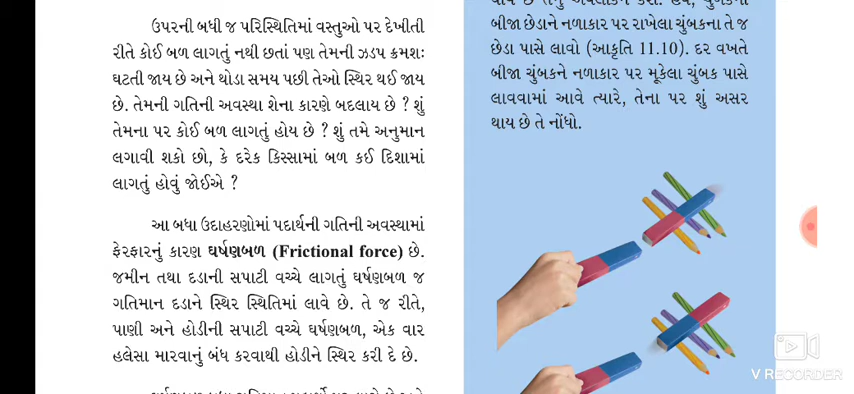 ઉપરની બધી જ પરિસ્થિતિમાં વસ્તુઓ પર દેખીતી
રીતે કોઈ બળ લાગતું નથી છતાં પણ તેમની ઝડપ ક્રમશઃ
ઘટતી જાય છે અને થોડા સમય પછી તેઓ સ્થિર થઈ જાય
છે. તેમની ગતિની અવસ્થા શેના કારણે બદલાય છે ? શું
તેમના પર કોઈ બળ લાગતું હોય છે ? શું તમે અનુમાન
લગાવી શકો છો, કે દરેક કિસ્સામાં બળ કઈ દિશામાં
લાગતું હોવું જોઈએ ?
આ બધા ઉદાહરણોમાં પદાર્થની ગતિની અવસ્થામાં
ફેરફારનું કારણ ઘર્ષણબળ (Frictional force) છે.
જમીન તથા દડાની સપાટી વચ્ચે લાગતું ઘર્ષણબળ જ
ગતિમાન દડાને સ્થિર સ્થિતિમાં લાવે છે. તે જ રીતે,
પાણી અને હોડીની સપાટી વચ્ચે ઘર્ષણબળ, એક વાર
હલેસા મારવાનું બંધ કરવાથી હોડીને સ્થિર કરી દે છે.
બીજા છેડાને નળાકાર પર રાખેલા ચુંબકના તે જ
છેડા પાસે લાવો (આકૃતિ 11.10). દર વખતે
બીજા ચુંબકને નળાકાર પર મૂકેલા ચુંબક પાસે
લાવવામાં આવે ત્યારે, તેના પર શું અસર
થાય છે તે નોંધો.
V RECORDER